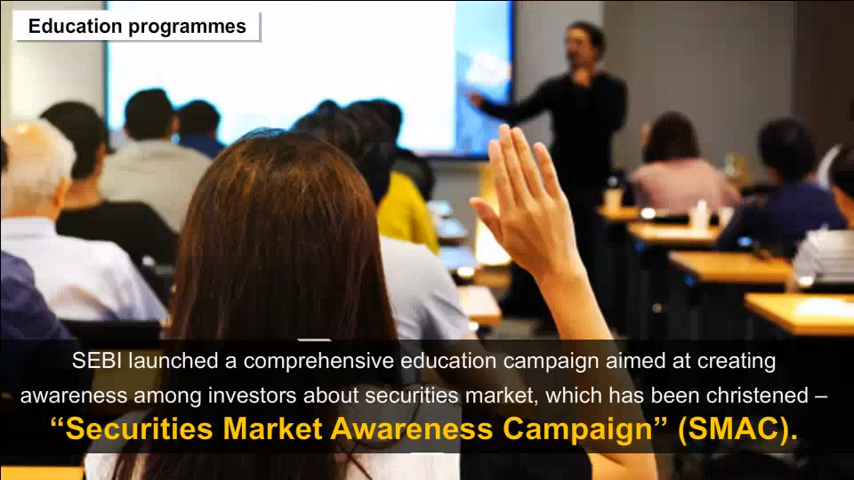 Education programmes
SEBI launched a comprehensive education campaign aimed at creating
awareness among investors about securities market, which has been christened –
“Securities Market Awareness Campaign” (SMAC).